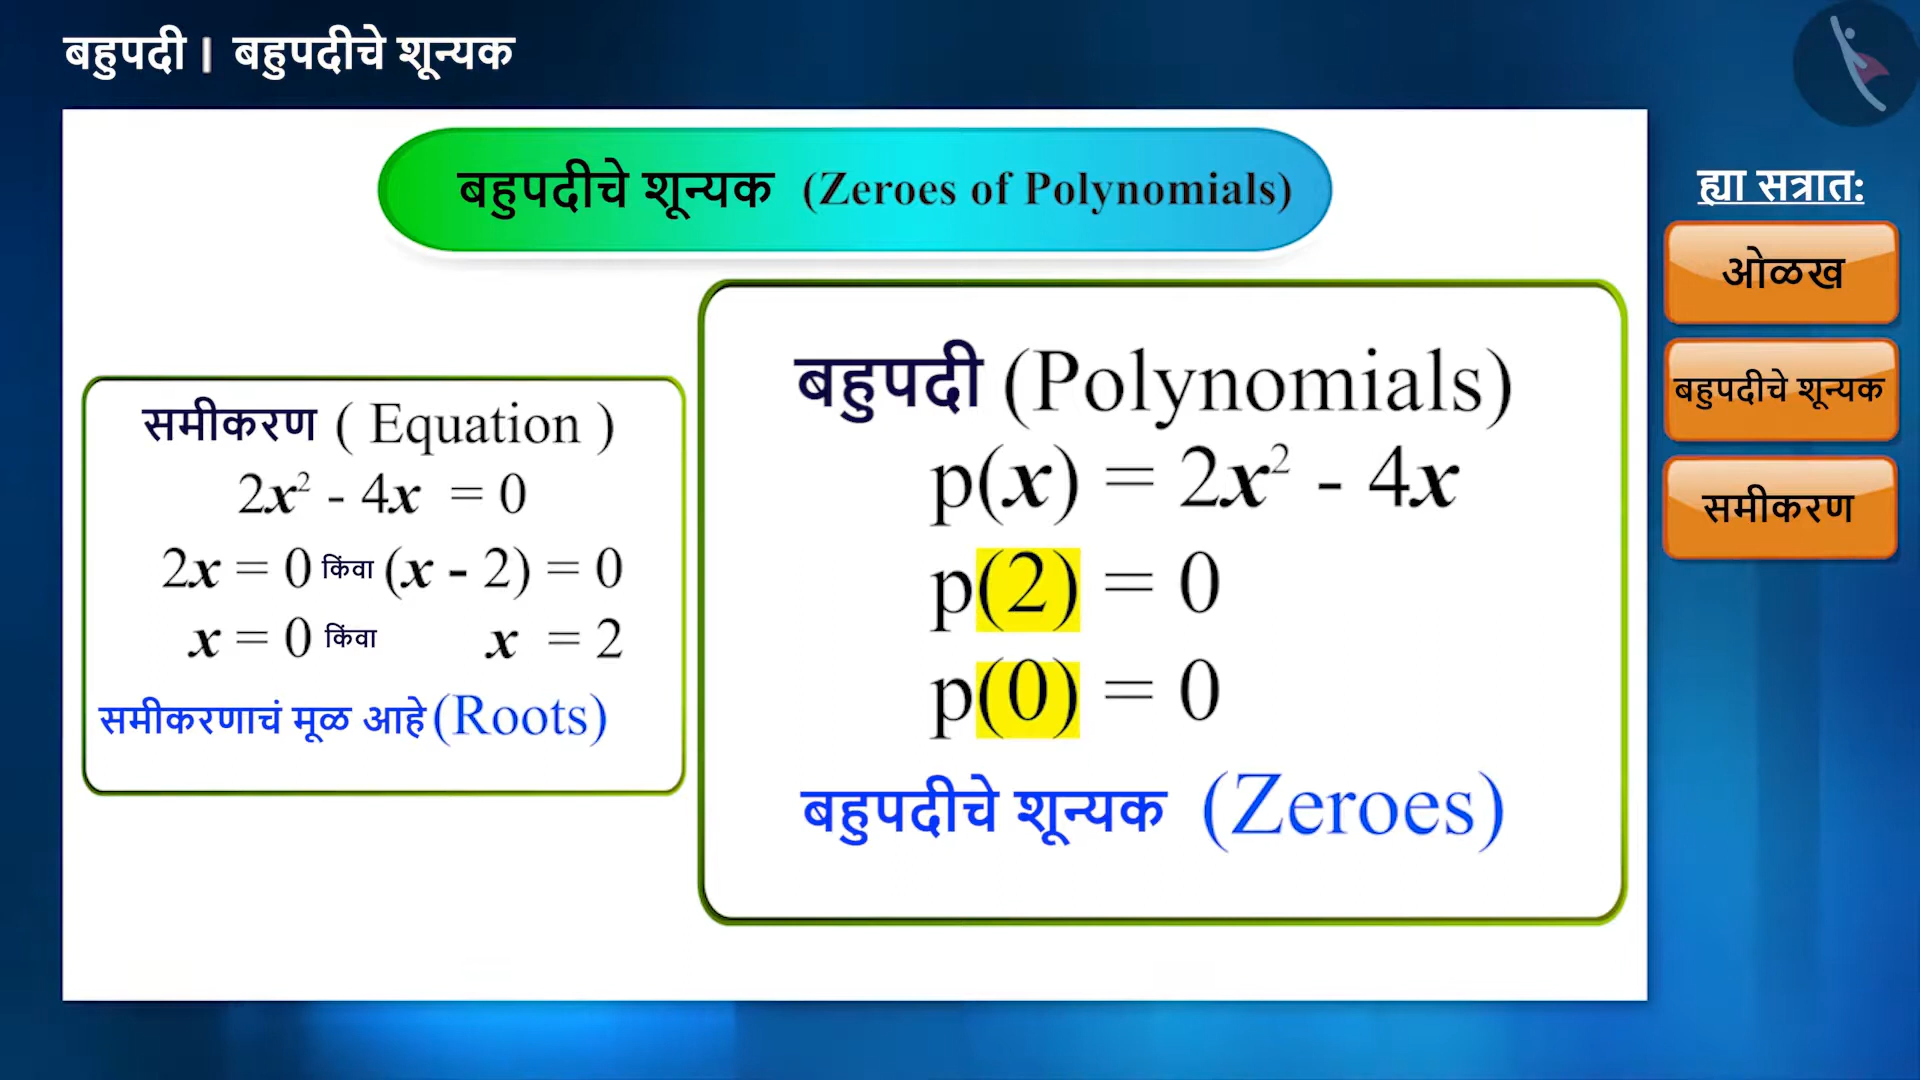 बहुपदी | बहुपदीचे शून्यक
बहुपदीचे शून्यक (Zeroes of Polynomials)
समीकरण ( Equation )
2x² - 4x = 0
2x = 0 किंवा (x - 2) = 0
x = 0 किंवा x = 2
समीकरणाचं मूळ आहे (Roots)
बहुपदी (Polynomials)
p(x) = 2x² - 4x
p(2) = 0
p(0) = 0
बहुपदीचे शून्यक (Zeroes)
ह्या सत्रात:
ओळख
बहुपदीचे शून्यक
समीकरण